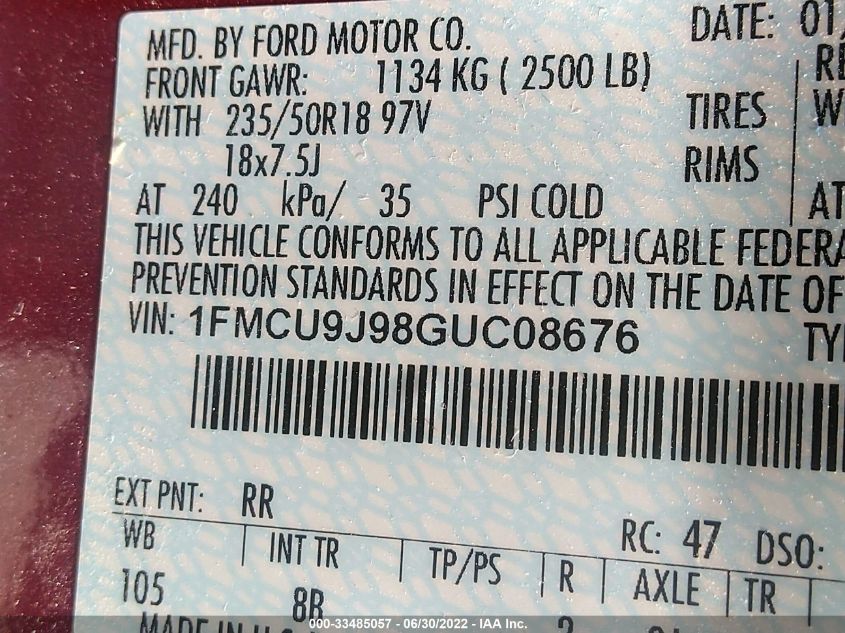 DATE: 01
MFD. BY FORD MOTOR CO.
FRONT GAWR: 1134 KG ( 2500 LB)
WITH 235/50R18 97V TIRES
18x7.5J RIMS
AT 240 kPa/ 35 PSI COLD AT
THIS VEHICLE CONFORMS TO ALL APPLICABLE FEDERA
PREVENTION STANDARDS IN EFFECT ON THE DATE OF
VIN: 1FMCU9J98GUC08676
EXT PNT: RR RC: 47 DSO:
WB INT TR TP/PS R AXLE TR
105 8B
MADE IN U.S.A
000-33485057 - 06/30/2022 - IAA Inc.